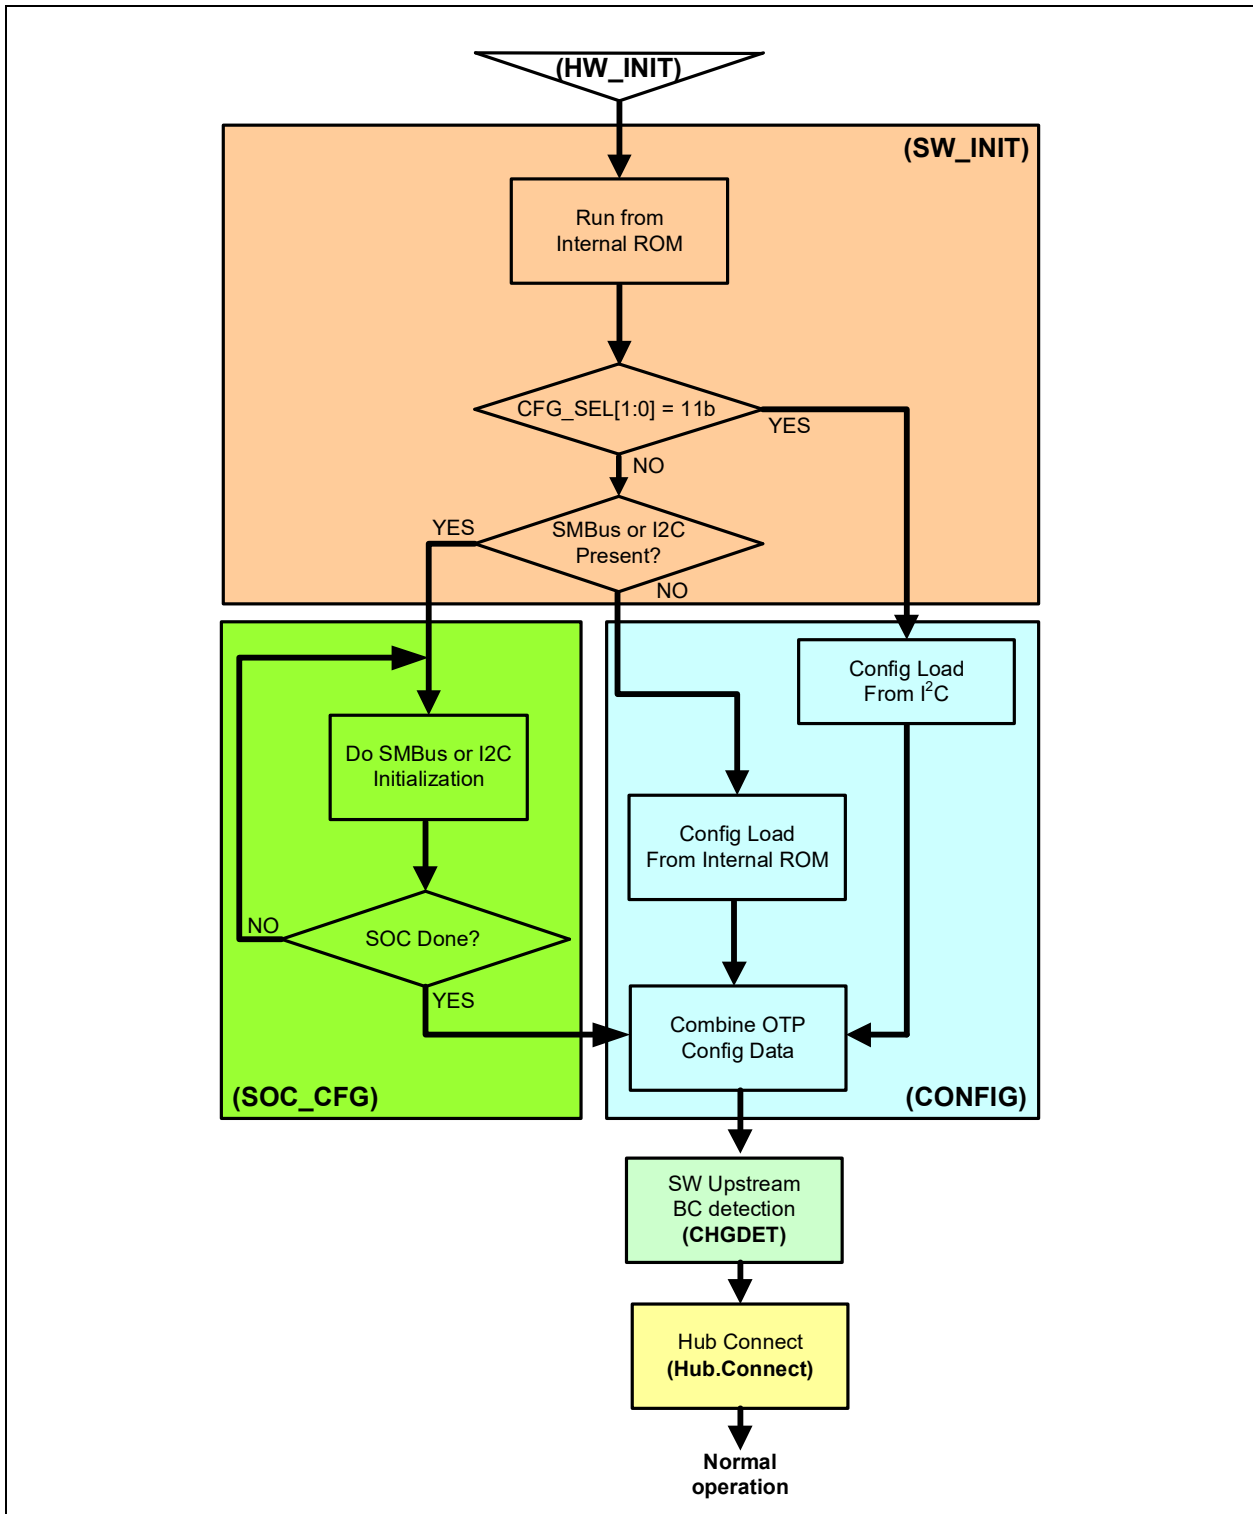 (HW_INIT)
(SW_INIT)
Run from
Internal ROM
CFG_SEL[1:0] = 11b
YES
NO
SMBus or I2C
Present?
YES
NO
Config Load
From I²C
Do SMBus or I2C
Initialization
Config Load
From Internal ROM
SOC Done?
NO
YES
Combine OTP
Config Data
(SOC_CFG)
(CONFIG)
SW Upstream
BC detection
(CHGDET)
Hub Connect
(Hub.Connect)
Normal
operation